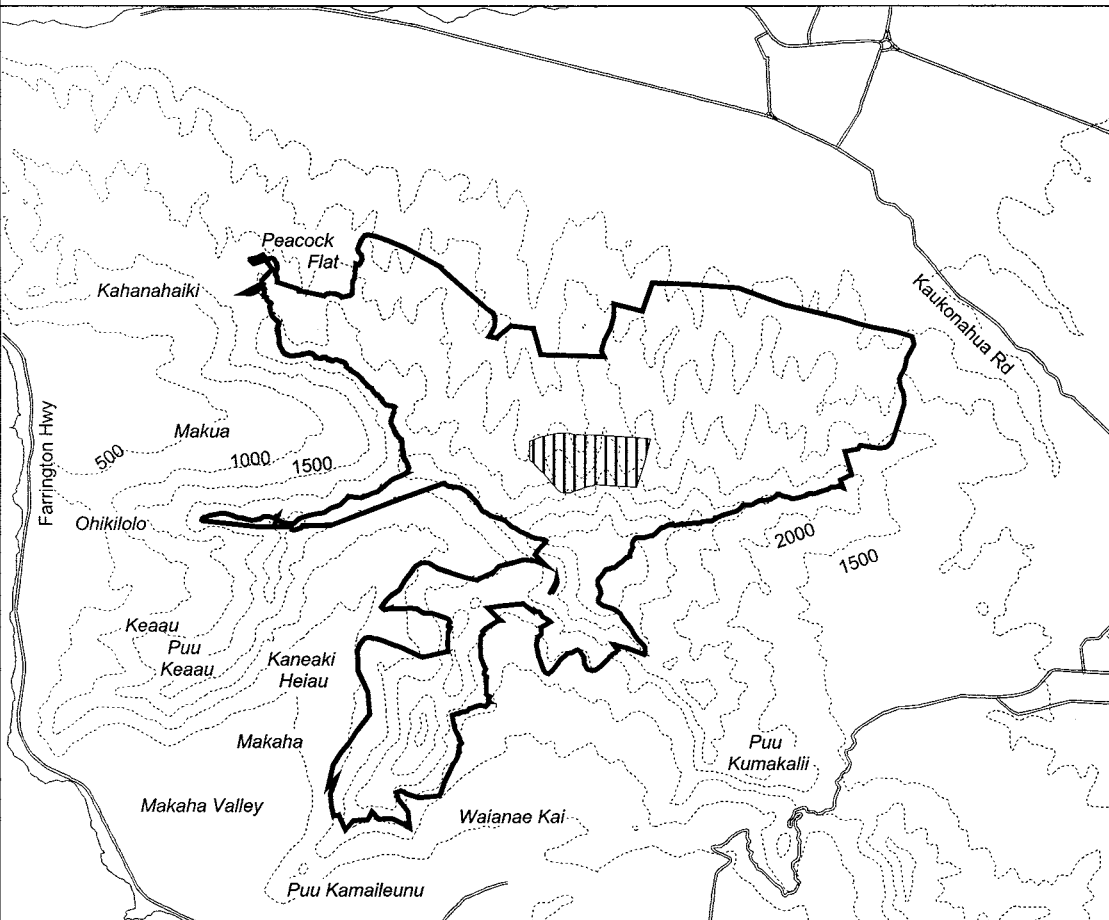 Peacock
Flat
Kahanahaiki
Kaukonahua Rd
Farrington Hwy
Makua
500
1000
1500
Ohikilolo
2000
1500
Keaau
Puu
Keaau
Kaneaki
Heiau
Makaha
Puu
Kumakalii
Makaha Valley
Waianae Kai
Puu Kamaileunu